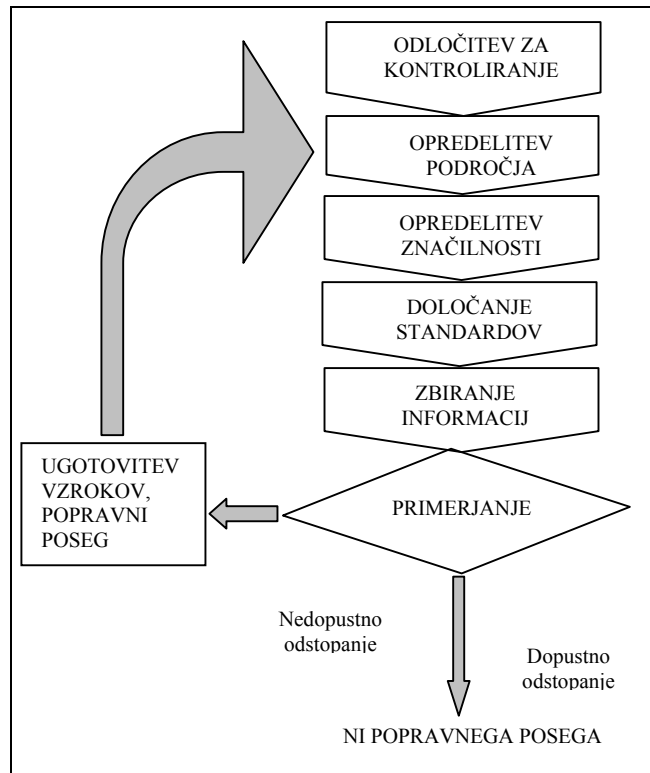 ODLOČITEV ZA
KONTROLIRANJE
OPREDELITEV
PODROČJA
OPREDELITEV
ZNAČILNOSTI
DOLOČANJE
STANDARDOV
ZBIRANJE
INFORMACIJ
UGOTOVITEV
VZROKOV,
POPRAVNI
POSEG
PRIMERJANJE
Nedopustno
odstopanje
Dopustno
odstopanje
NI POPRAVNEGA POSEGA